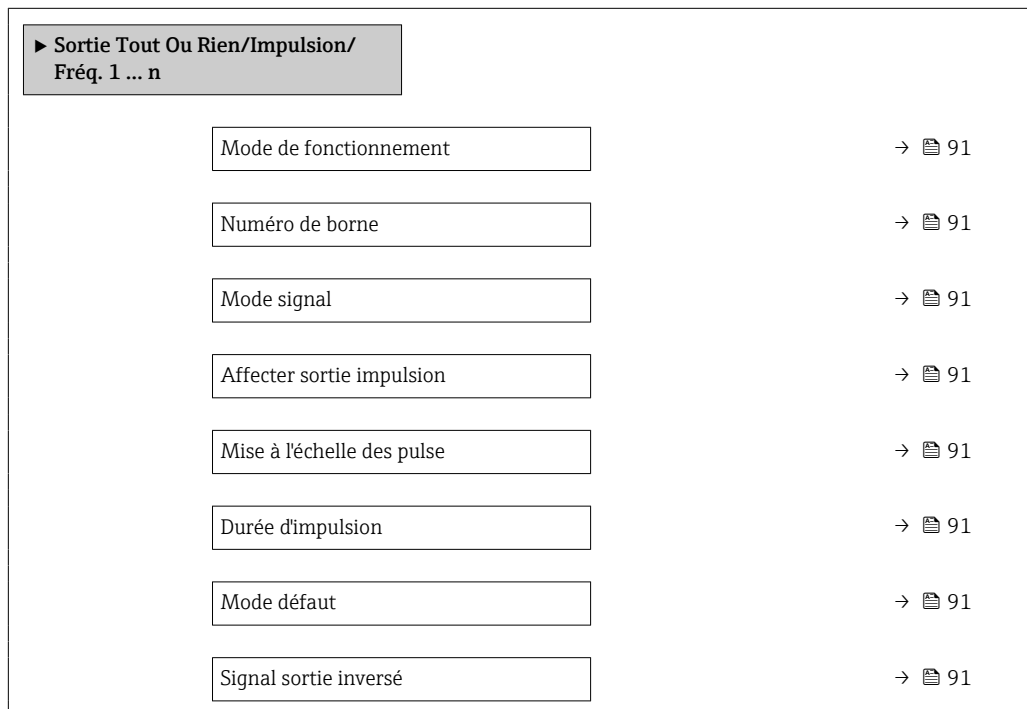 ▶ Sortie Tout Ou Rien/Impulsion/
Fréq. 1 ... n
Mode de fonctionnement → 91
Numéro de borne → 91
Mode signal → 91
Affecter sortie impulsion → 91
Mise à l'échelle des pulse → 91
Durée d'impulsion → 91
Mode défaut → 91
Signal sortie inversé → 91